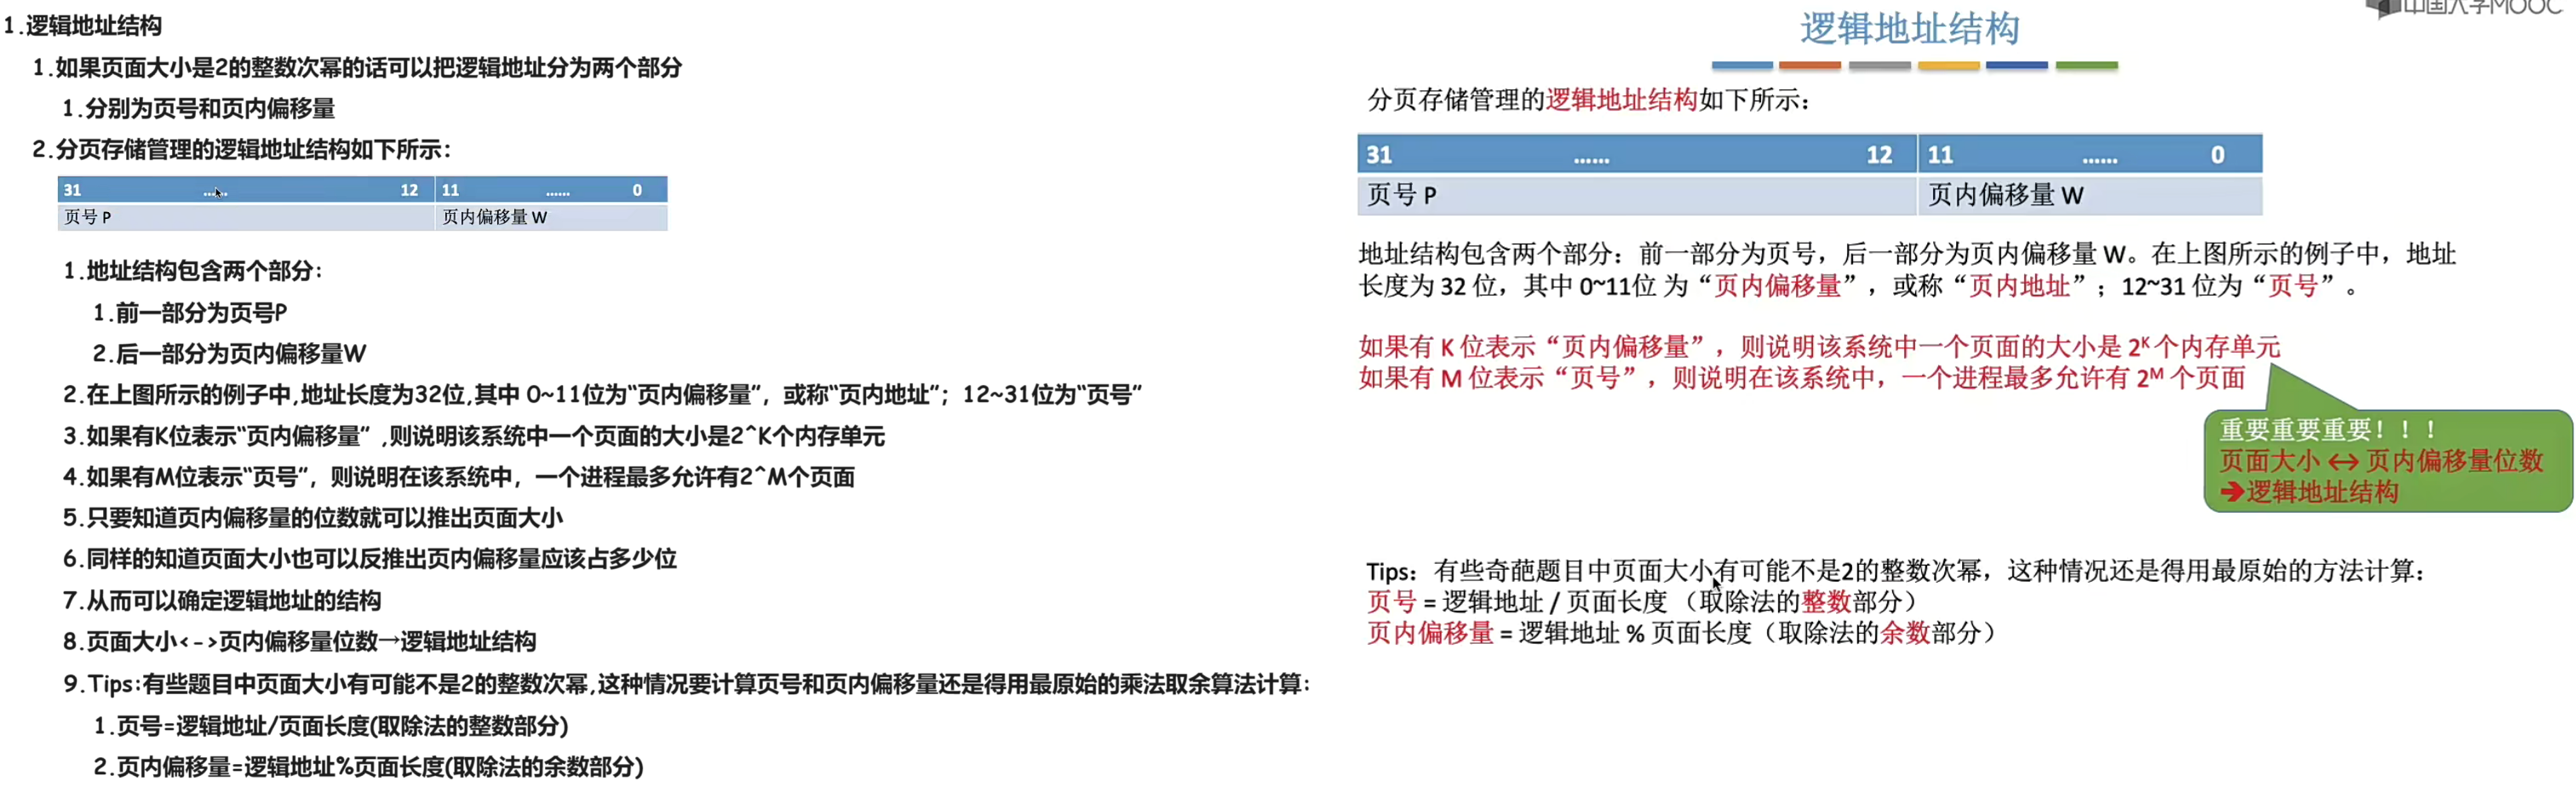 1.逻辑地址结构
1.如果页面大小是2的整数次幂的话可以把逻辑地址分为两个部分
1.分别为页号和页内偏移量
2.分页存储管理的逻辑地址结构如下所示:
31 ...... 12 11 ...... 0
页号 P 页内偏移量 W
1.地址结构包含两个部分:
1.前一部分为页号P
2.后一部分为页内偏移量W
2.在上图所示的例子中,地址长度为32位,其中 0~11位为“页内偏移量”，或称“页内地址”；12~31位为“页号”
3.如果有K位表示“页内偏移量”,则说明该系统中一个页面的大小是2^K个内存单元
4.如果有M位表示“页号”，则说明在该系统中，一个进程最多允许有2^M个页面
5.只要知道页内偏移量的位数就可以推出页面大小
6.同样的知道页面大小也可以反推出页内偏移量应该占多少位
7.从而可以确定逻辑地址的结构
8.页面大小<->页内偏移量位数→逻辑地址结构
9.Tips:有些题目中页面大小有可能不是2的整数次幂,这种情况要计算页号和页内偏移量还是得用最原始的乘法取余算法计算:
1.页号=逻辑地址/页面长度(取除法的整数部分)
2.页内偏移量=逻辑地址%页面长度(取除法的余数部分)
中国大学MOOC
逻辑地址结构
分页存储管理的逻辑地址结构如下所示：
31 ...... 12 11 ...... 0
页号 P 页内偏移量 W
地址结构包含两个部分：前一部分为页号，后一部分为页内偏移量 W。在上图所示的例子中，地址
长度为 32 位，其中 0~11位 为“页内偏移量”，或称“页内地址”；12~31 位为“页号”。
如果有 K 位表示“页内偏移量”，则说明该系统中一个页面的大小是 2ᴷ 个内存单元
如果有 M 位表示“页号”，则说明在该系统中，一个进程最多允许有 2ᴹ 个页面
重要重要重要！！！
页面大小 ↔ 页内偏移量位数
➔逻辑地址结构
Tips：有些奇葩题目中页面大小有可能不是2的整数次幂，这种情况还是得用最原始的方法计算：
页号 = 逻辑地址 / 页面长度 （取除法的整数部分）
页内偏移量 = 逻辑地址 % 页面长度（取除法的余数部分）